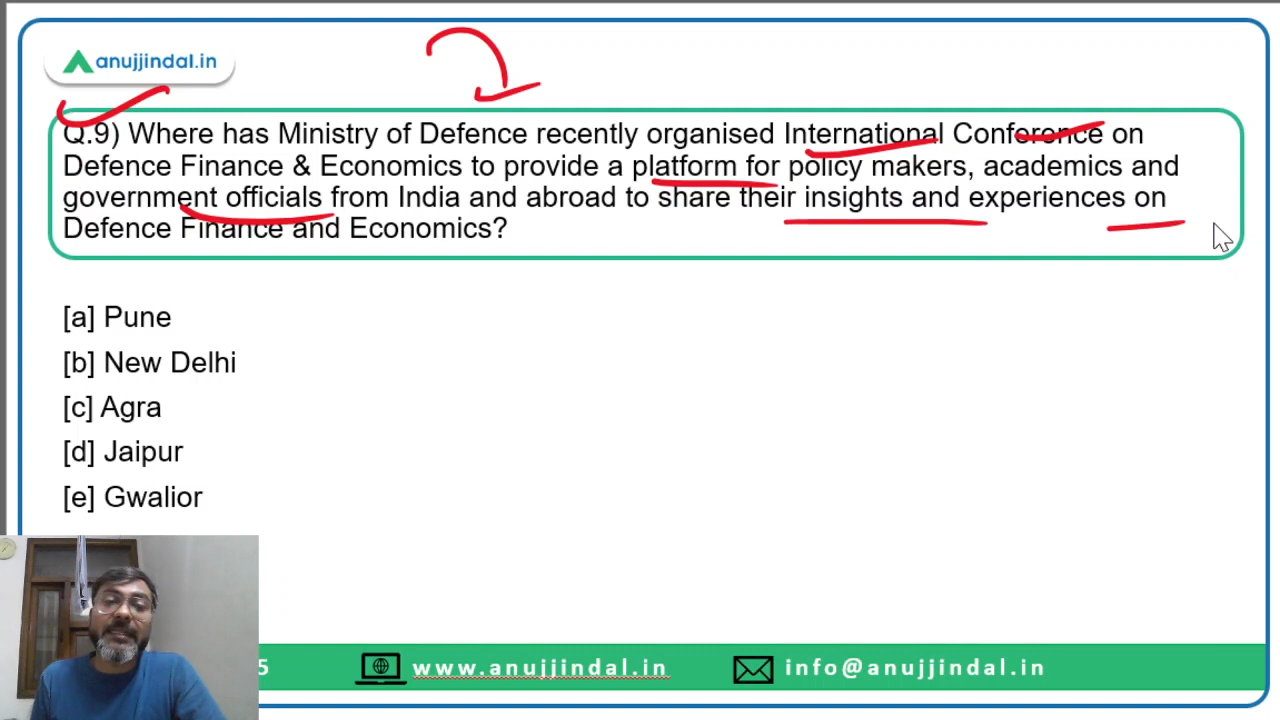 anujjindal.in
Q.9) Where has Ministry of Defence recently organised International Conference on
Defence Finance & Economics to provide a platform for policy makers, academics and
government officials from India and abroad to share their insights and experiences on
Defence Finance and Economics?
[a] Pune
[b] New Delhi
[c] Agra
[d] Jaipur
[e] Gwalior
5 www.anujjindal.in info@anujjindal.in